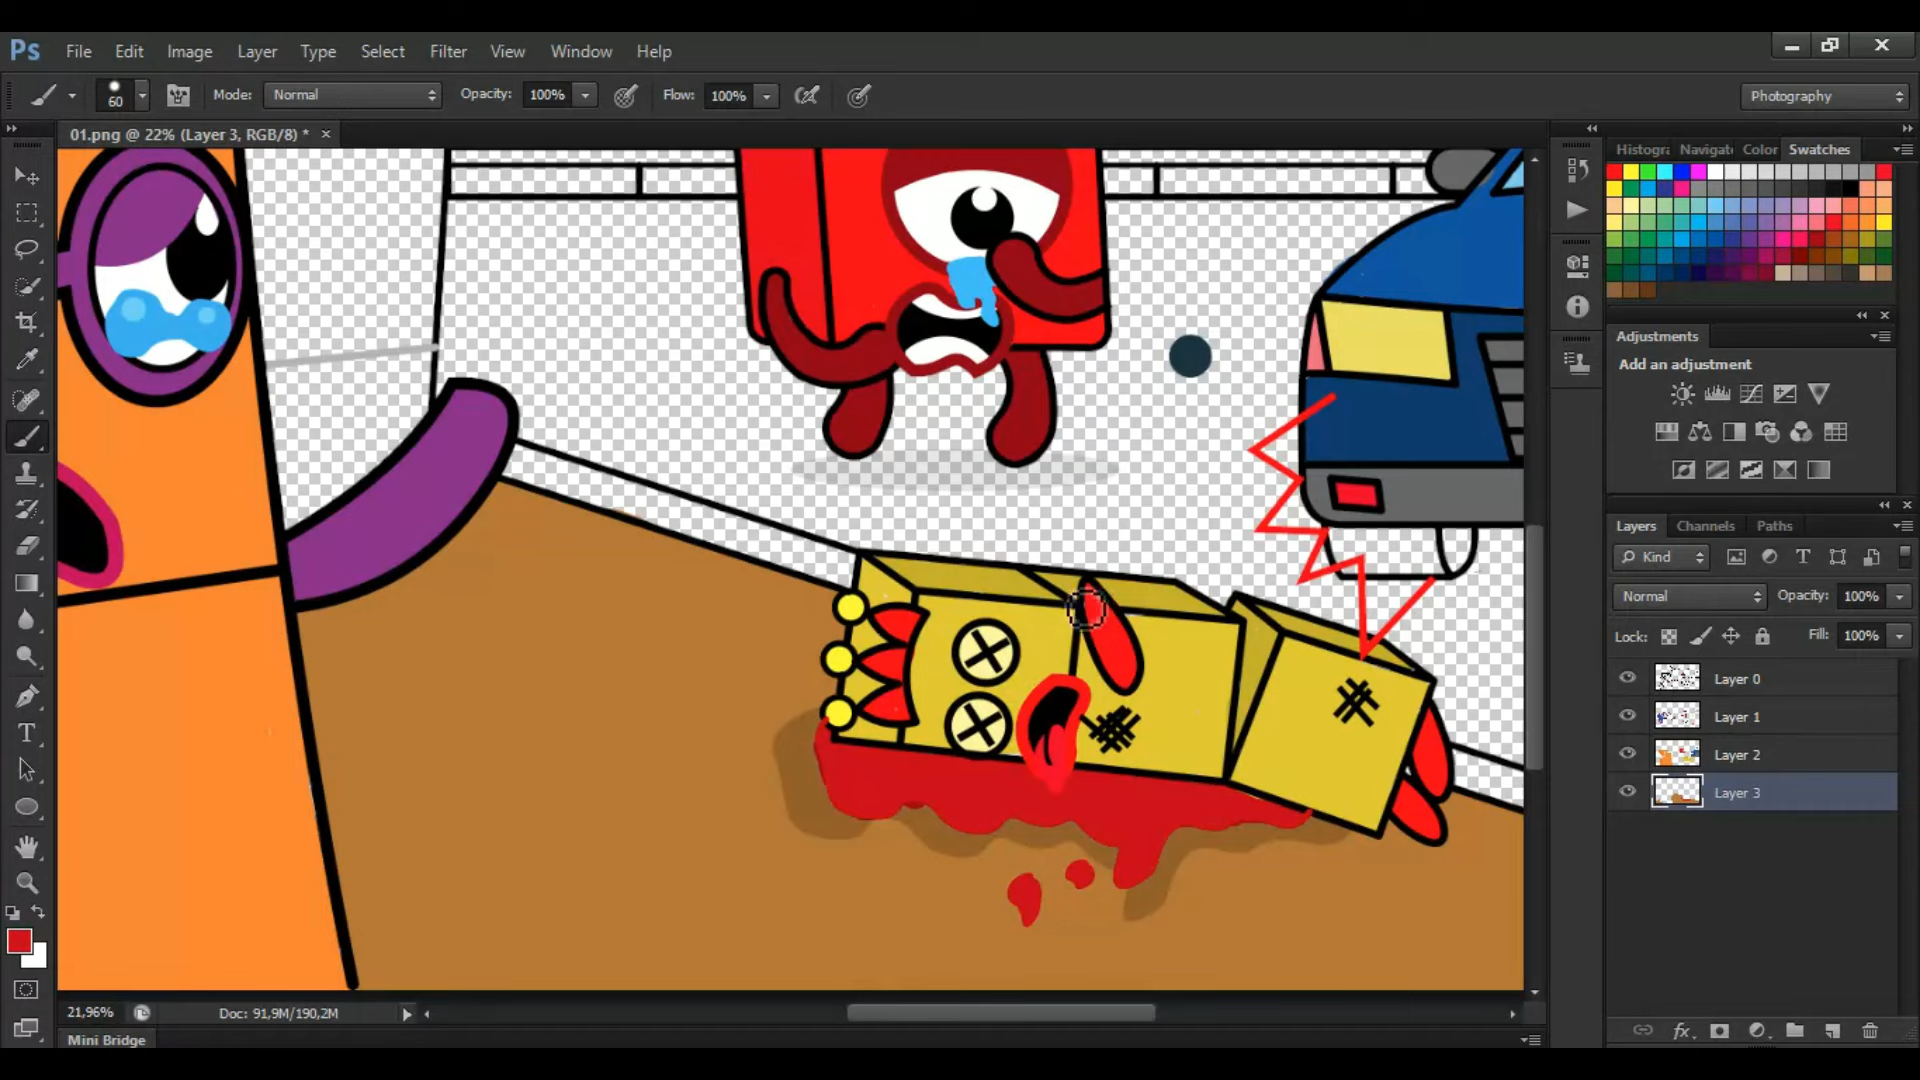 Ps File Edit Image Layer Type Select Filter View Window Help
60 Mode: Normal Opacity: 100% Flow: 100% Photography
01.png @ 22% (Layer 3, RGB/8) *
Histogra Navigate Color Swatches
Adjustments
Add an adjustment
Layers Channels Paths
Kind
Normal Opacity: 100%
Lock: Fill: 100%
Layer 0
Layer 1
Layer 2
Layer 3
fx
21,96% Doc: 91,9M/190,2M
Mini Bridge